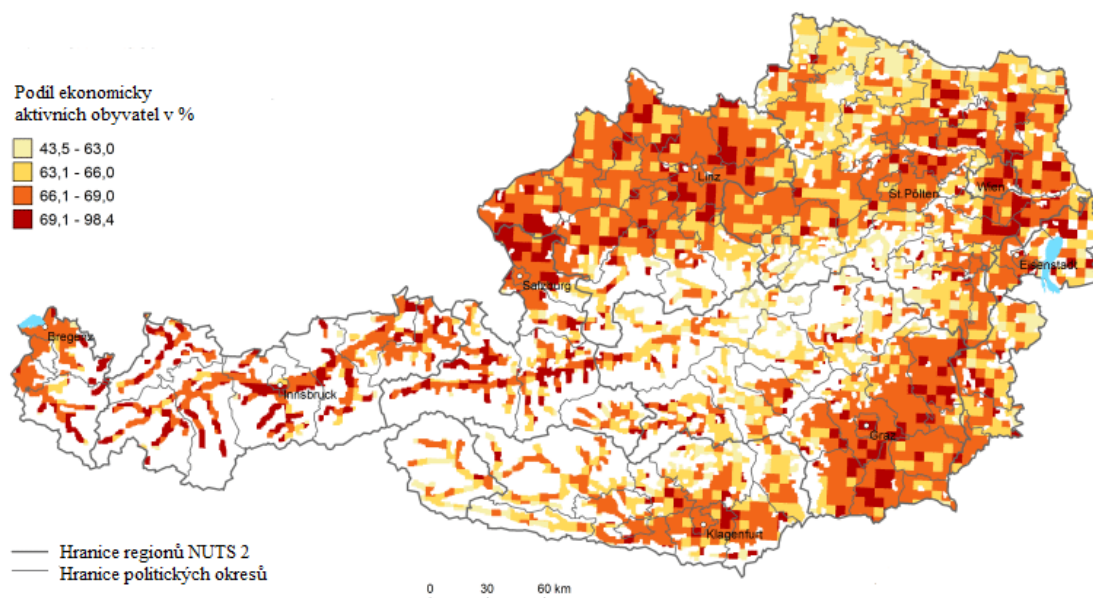 Podíl ekonomicky
aktivních obyvatel v %
43,5 - 63,0
63,1 - 66,0
66,1 - 69,0
69,1 - 98,4
Linz
Wien
St.Pölten
Eisenstadt
Salzburg
Bregenz
Innsbruck
Graz
Klagenfurt
Hranice regionů NUTS 2
Hranice politických okresů
0 30 60 km